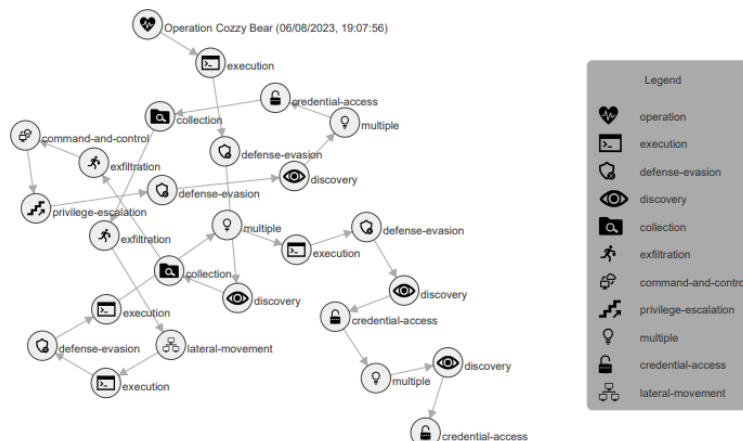 Operation Cozzy Bear (06/08/2023, 19:07:56)
execution
credential-access
collection
multiple
command-and-control
defense-evasion
exfiltration
discovery
defense-evasion
privilege-escalation
multiple
defense-evasion
exfiltration
execution
collection
discovery
discovery
execution
credential-access
defense-evasion
lateral-movement
discovery
execution
multiple
credential-access
Legend
operation
execution
defense-evasion
discovery
collection
exfiltration
command-and-control
privilege-escalation
multiple
credential-access
lateral-movement